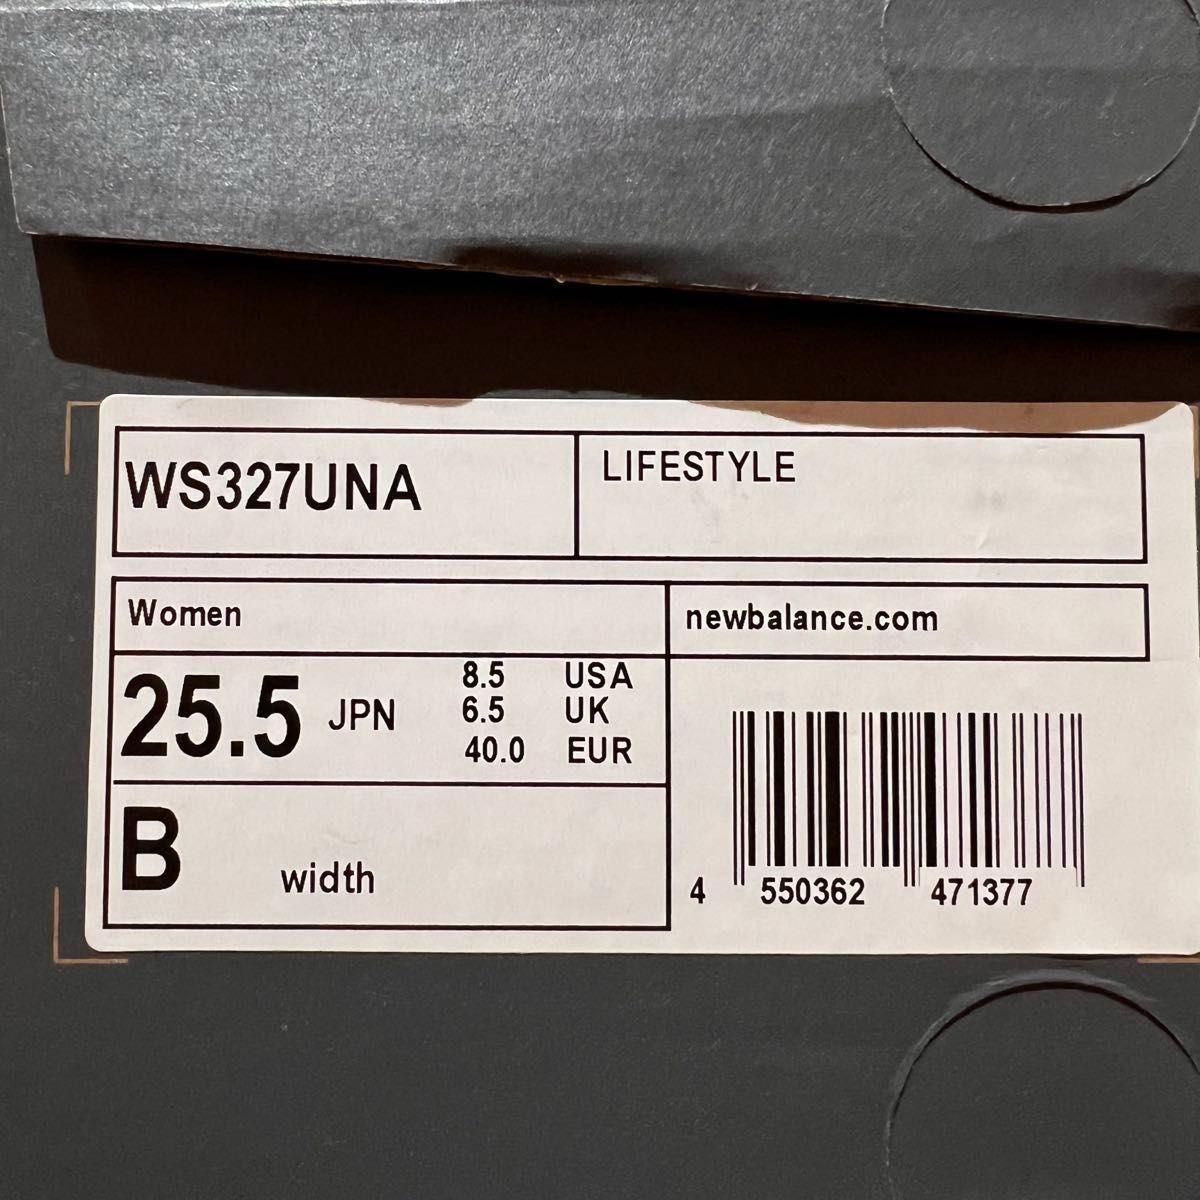 WS327UNA
LIFESTYLE
Women
newbalance.com
25.5 JPN
8.5 USA
6.5 UK
40.0 EUR
B width
4 550362 471377